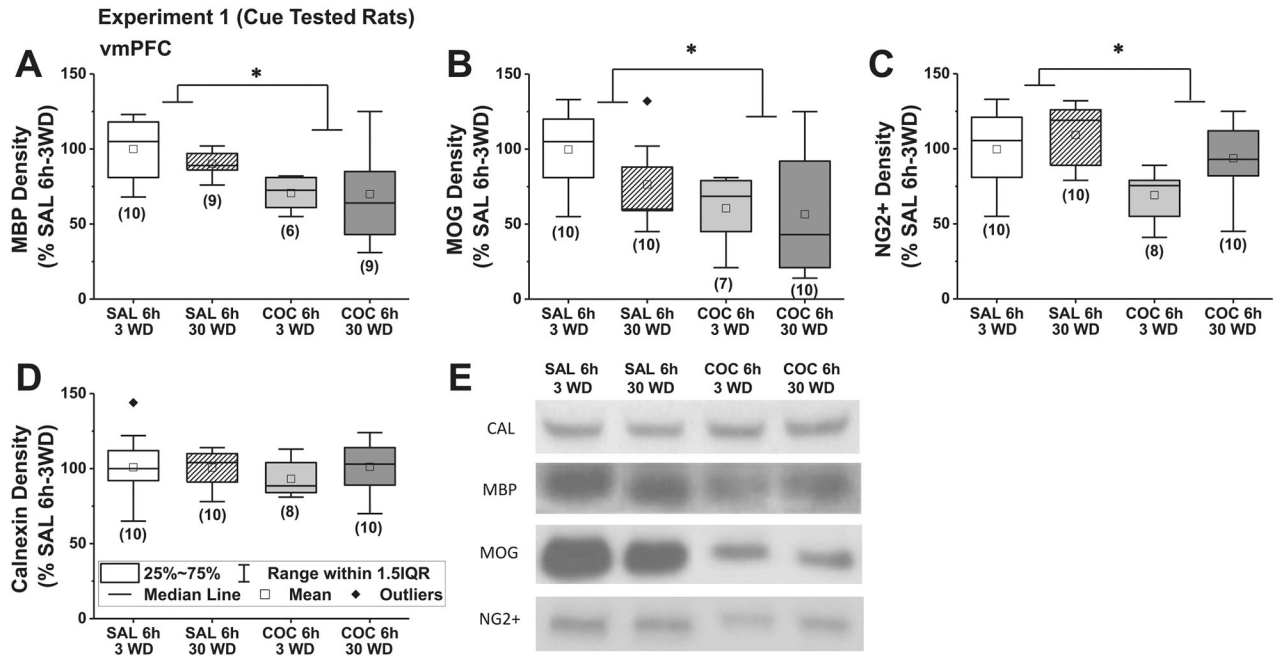 Experiment 1 (Cue Tested Rats)
vmPFC
A
MBP Density
(% SAL 6h-3WD)
150
100
50
0
*
(10)
(9)
(6)
(9)
SAL 6h
3 WD
SAL 6h
30 WD
COC 6h
3 WD
COC 6h
30 WD
B
MOG Density
(% SAL 6h-3WD)
150
100
50
0
*
(10)
(10)
(7)
(10)
SAL 6h
3 WD
SAL 6h
30 WD
COC 6h
3 WD
COC 6h
30 WD
C
NG2+ Density
(% SAL 6h-3WD)
150
100
50
0
*
(10)
(10)
(8)
(10)
SAL 6h
3 WD
SAL 6h
30 WD
COC 6h
3 WD
COC 6h
30 WD
D
Calnexin Density
(% SAL 6h-3WD)
150
100
50
0
(10)
(10)
(8)
(10)
25%~75%
Range within 1.5IQR
Median Line
Mean
Outliers
SAL 6h
3 WD
SAL 6h
30 WD
COC 6h
3 WD
COC 6h
30 WD
E
SAL 6h
3 WD
SAL 6h
30 WD
COC 6h
3 WD
COC 6h
30 WD
CAL
MBP
MOG
NG2+